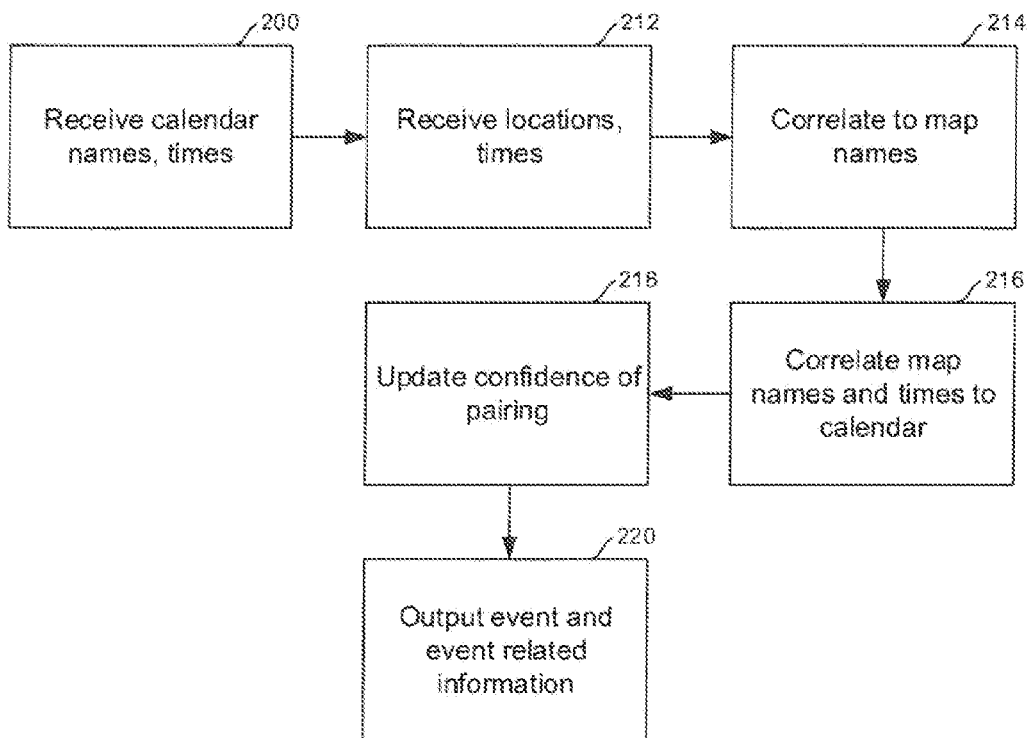 200
Receive calendar
names, times
212
Receive locations,
times
214
Correlate to map
names
216
Correlate map
names and times to
calendar
218
Update confidence of
pairing
220
Output event and
event related
information